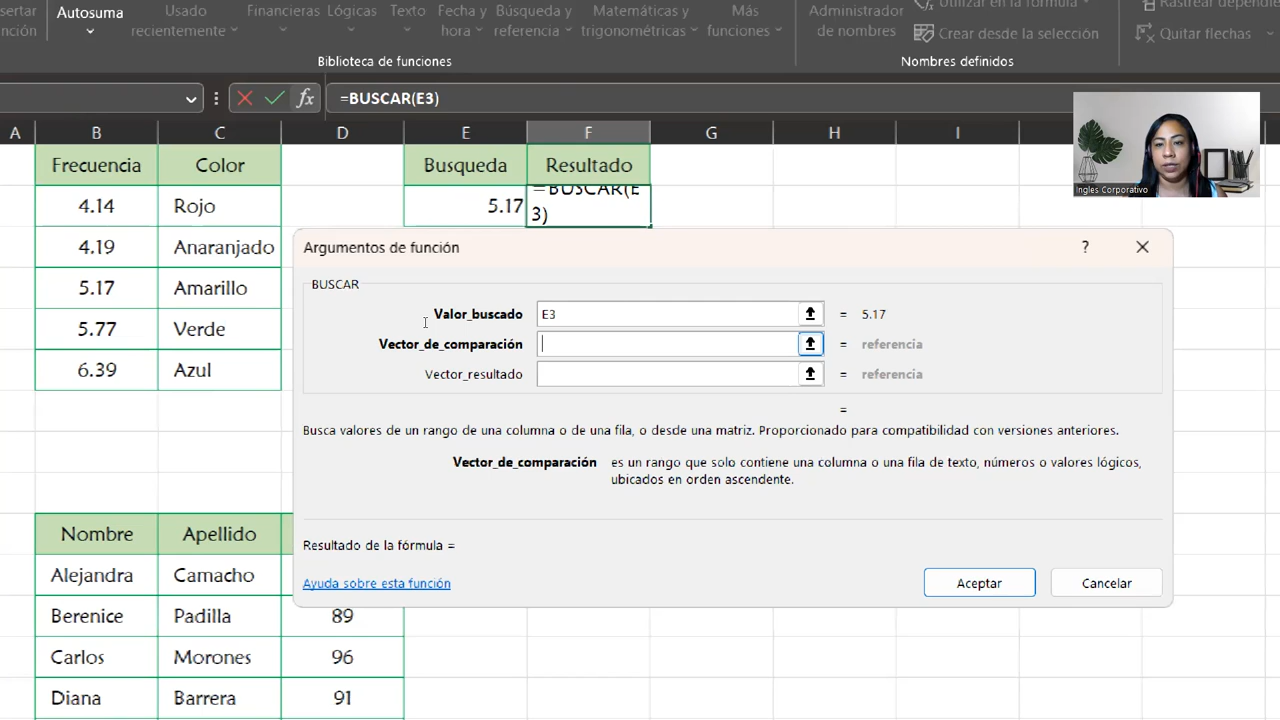 sertar
nción
Autosuma
Usado
recientemente
Financieras
Lógicas
Texto
Fecha y
hora
Búsqueda y
referencia
Matemáticas y
trigonométricas
Más
funciones
Biblioteca de funciones
Administrador
de nombres
Utilizar en la fórmula
Crear desde la selección
Nombres definidos
Rastrear dependie
Quitar flechas
fx =BUSCAR(E3)
A B C D E F G H I
Frecuencia Color Busqueda Resultado
4.14 Rojo 5.17 =BUSCAR(E
3)
4.19 Anaranjado
5.17 Amarillo
5.77 Verde
6.39 Azul
Ingles Corporativo
Argumentos de función ?
BUSCAR
Valor_buscado E3 = 5.17
Vector_de_comparación = referencia
Vector_resultado = referencia
=
Busca valores de un rango de una columna o de una fila, o desde una matriz. Proporcionado para compatibilidad con versiones anteriores.
Vector_de_comparación es un rango que solo contiene una columna o una fila de texto, números o valores lógicos,
ubicados en orden ascendente.
Resultado de la fórmula =
Ayuda sobre esta función Aceptar Cancelar
Nombre Apellido
Alejandra Camacho
Berenice Padilla 89
Carlos Morones 96
Diana Barrera 91